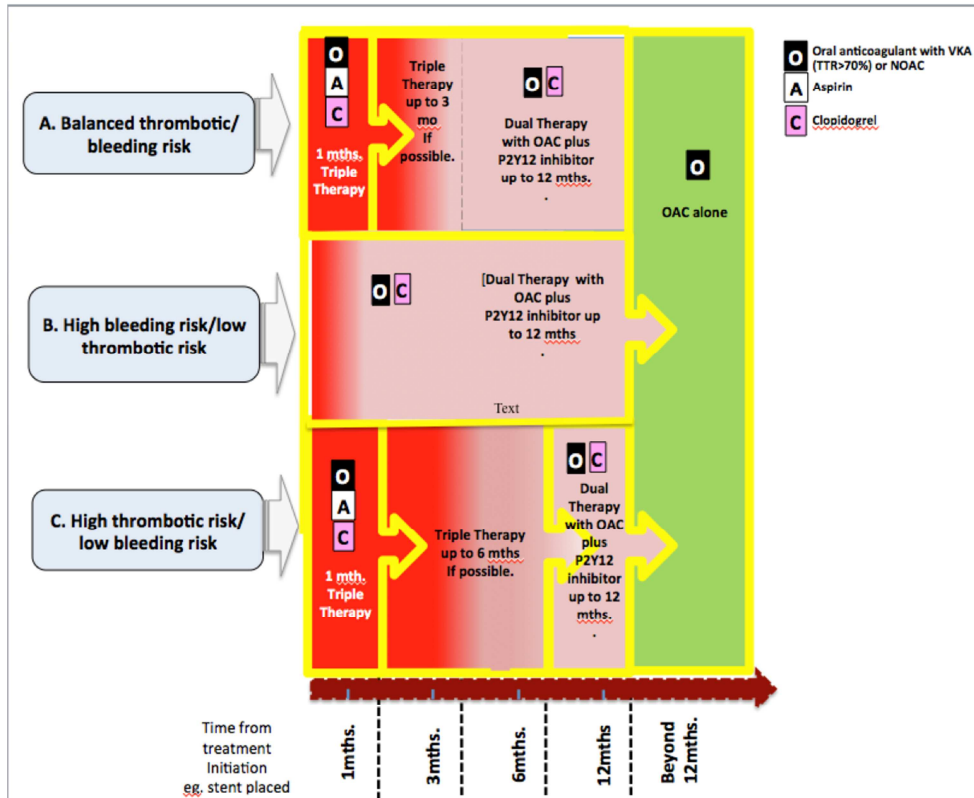 O
Oral anticoagulant with VKA
(TTR>70%) or NOAC
A
Aspirin
C
Clopidogrel
A. Balanced thrombotic/
bleeding risk
O
A
C
1 mths.
Triple
Therapy
Triple
Therapy
up to 3
mo
If
possible.
O C
Dual Therapy
with OAC plus
P2Y12 inhibitor
up to 12 mths.
.
O
OAC alone
B. High bleeding risk/low
thrombotic risk
O C
[Dual Therapy with
OAC plus
P2Y12 inhibitor up
to 12 mths
.
Text
C. High thrombotic risk/
low bleeding risk
O
A
C
1 mth.
Triple
Therapy
Triple Therapy
up to 6 mths
If possible.
O C
Dual
Therapy
with OAC
plus
P2Y12
inhibitor
up to 12
mths.
.
Time from
treatment
Initiation
eg. stent placed
1mths.
3mths.
6mths.
12mths
Beyond
12mths.